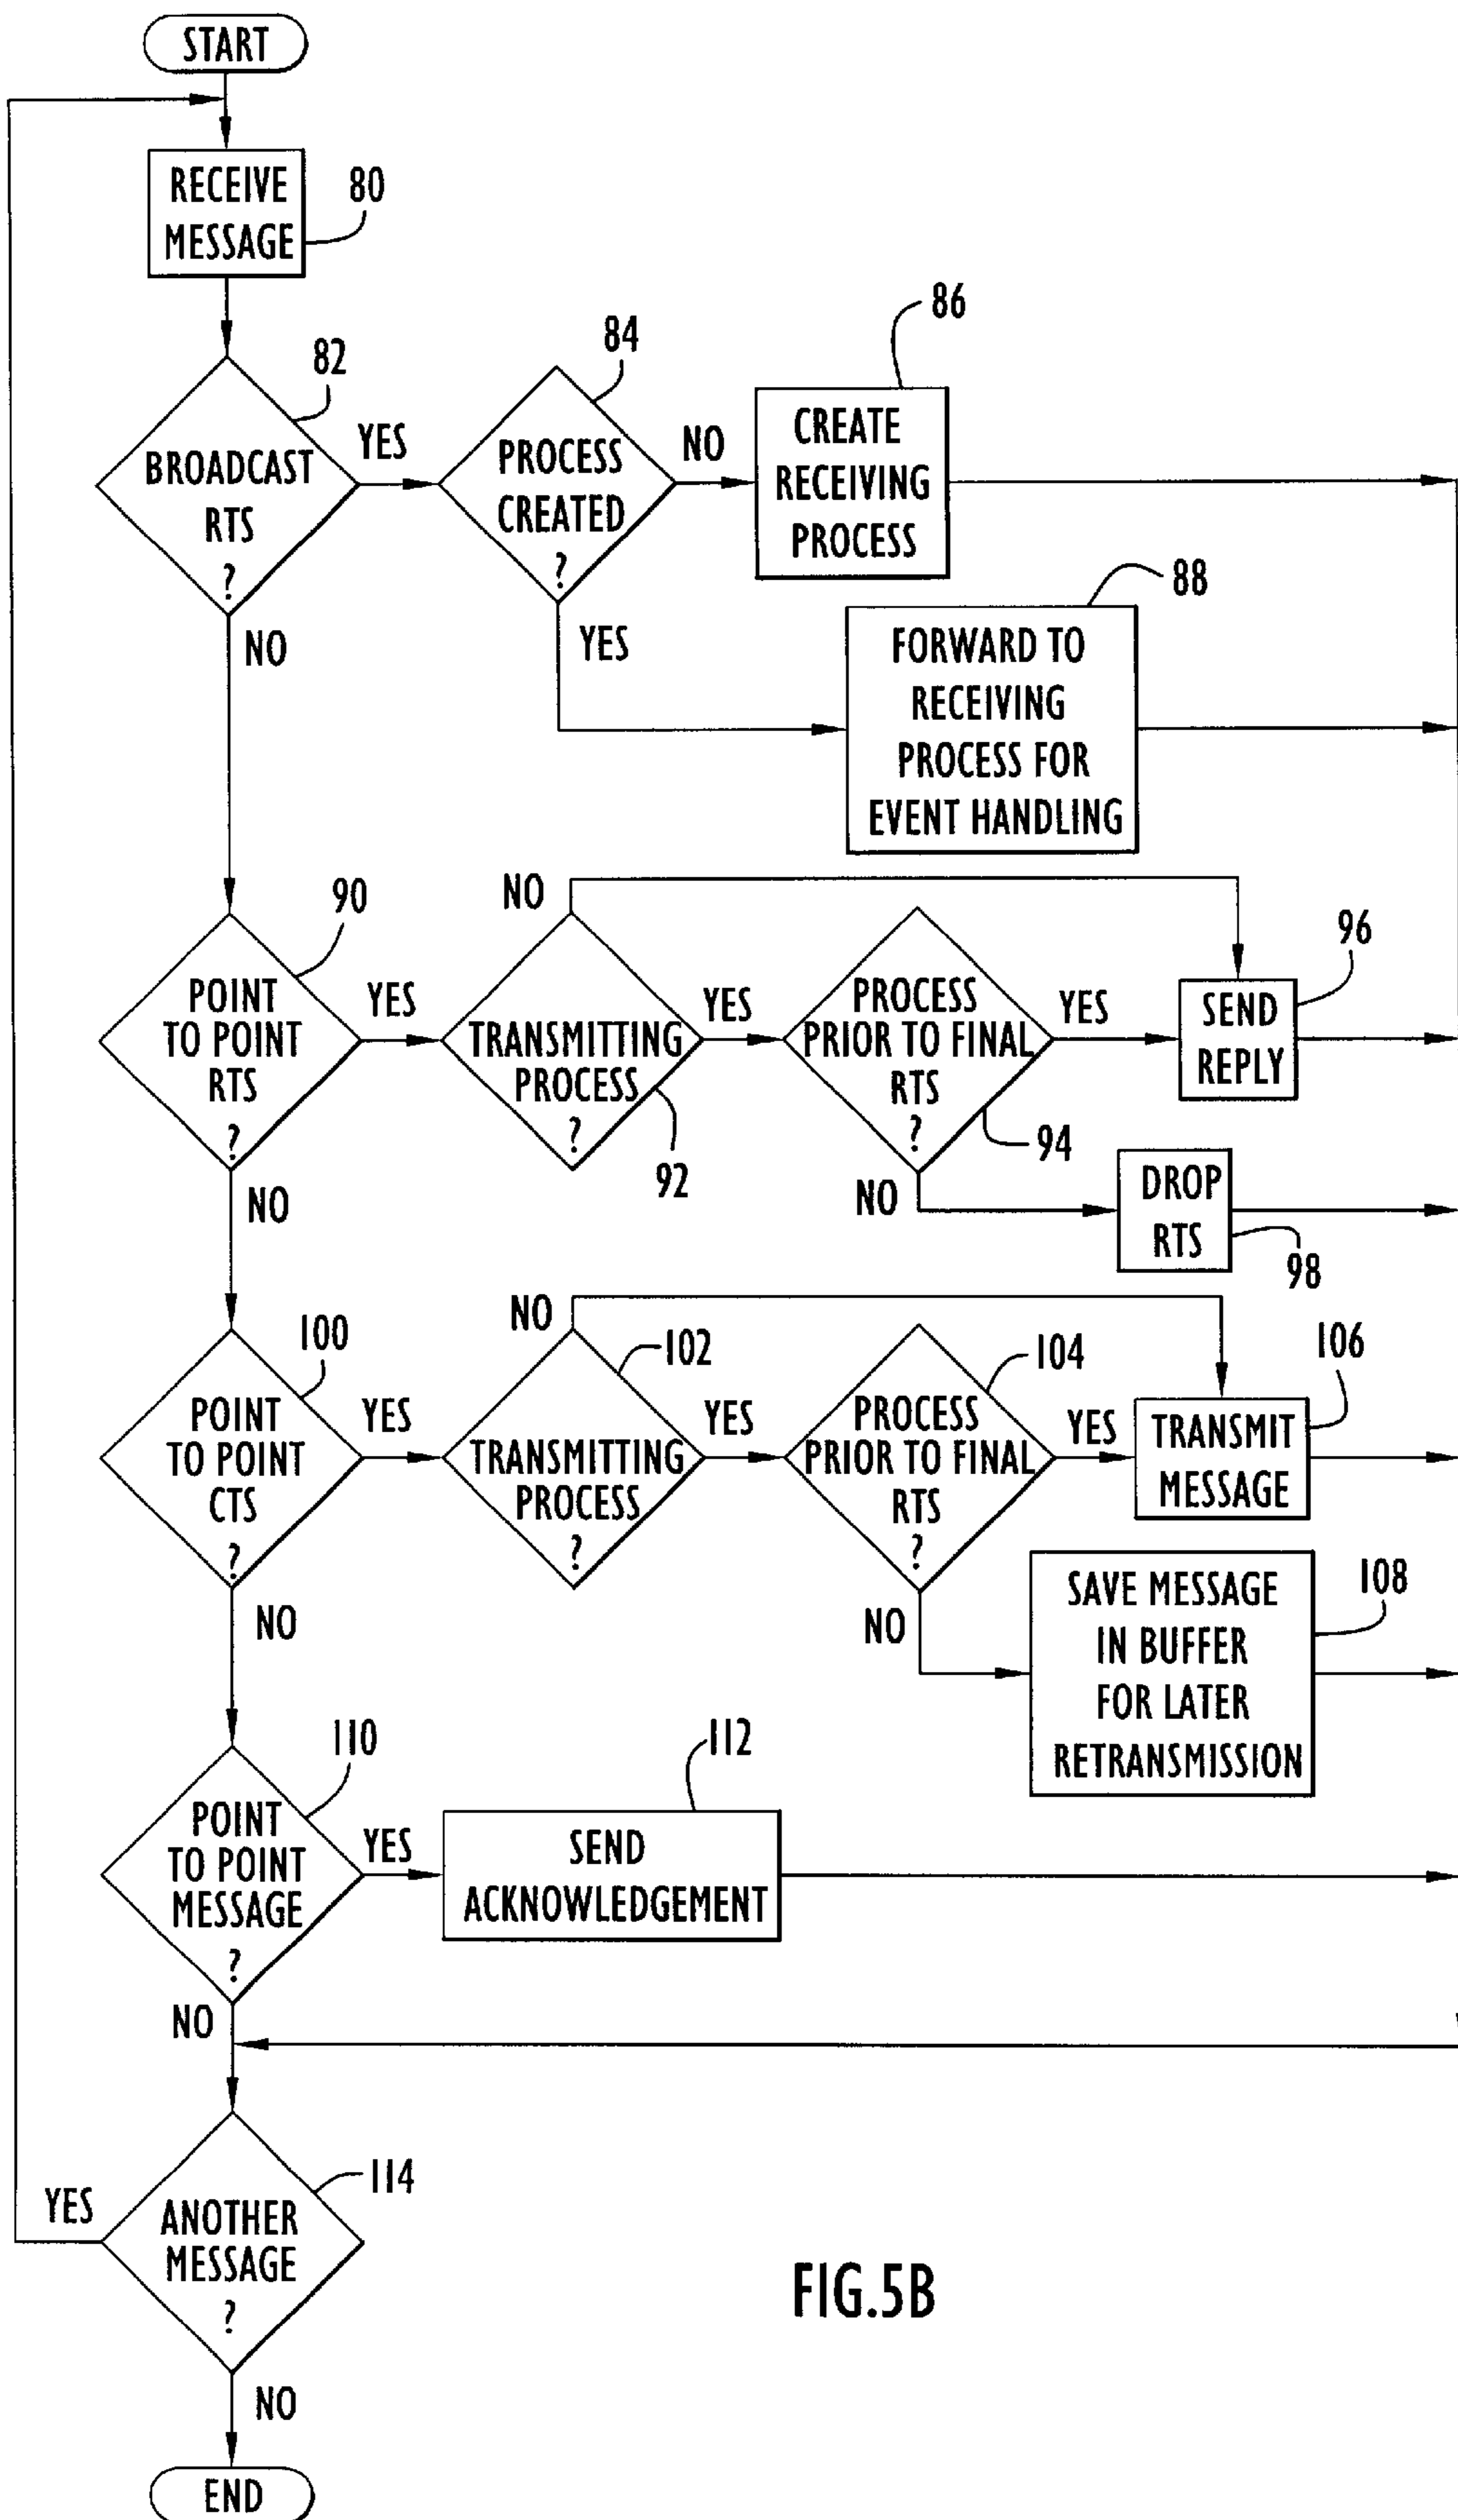 START
RECEIVE
MESSAGE
80
82
BROADCAST
RTS
?
YES
NO
84
PROCESS
CREATED
?
NO
YES
86
CREATE
RECEIVING
PROCESS
88
FORWARD TO
RECEIVING
PROCESS FOR
EVENT HANDLING
90
POINT
TO POINT
RTS
?
YES
NO
NO
TRANSMITTING
PROCESS
?
92
YES
PROCESS
PRIOR TO FINAL
RTS
?
94
YES
NO
96
SEND
REPLY
DROP
RTS
98
100
POINT
TO POINT
CTS
?
YES
NO
NO
102
TRANSMITTING
PROCESS
?
YES
104
PROCESS
PRIOR TO FINAL
RTS
?
YES
NO
106
TRANSMIT
MESSAGE
108
SAVE MESSAGE
IN BUFFER
FOR LATER
RETRANSMISSION
110
POINT
TO POINT
MESSAGE
?
YES
NO
112
SEND
ACKNOWLEDGEMENT
114
ANOTHER
MESSAGE
?
YES
NO
END
FIG.5B